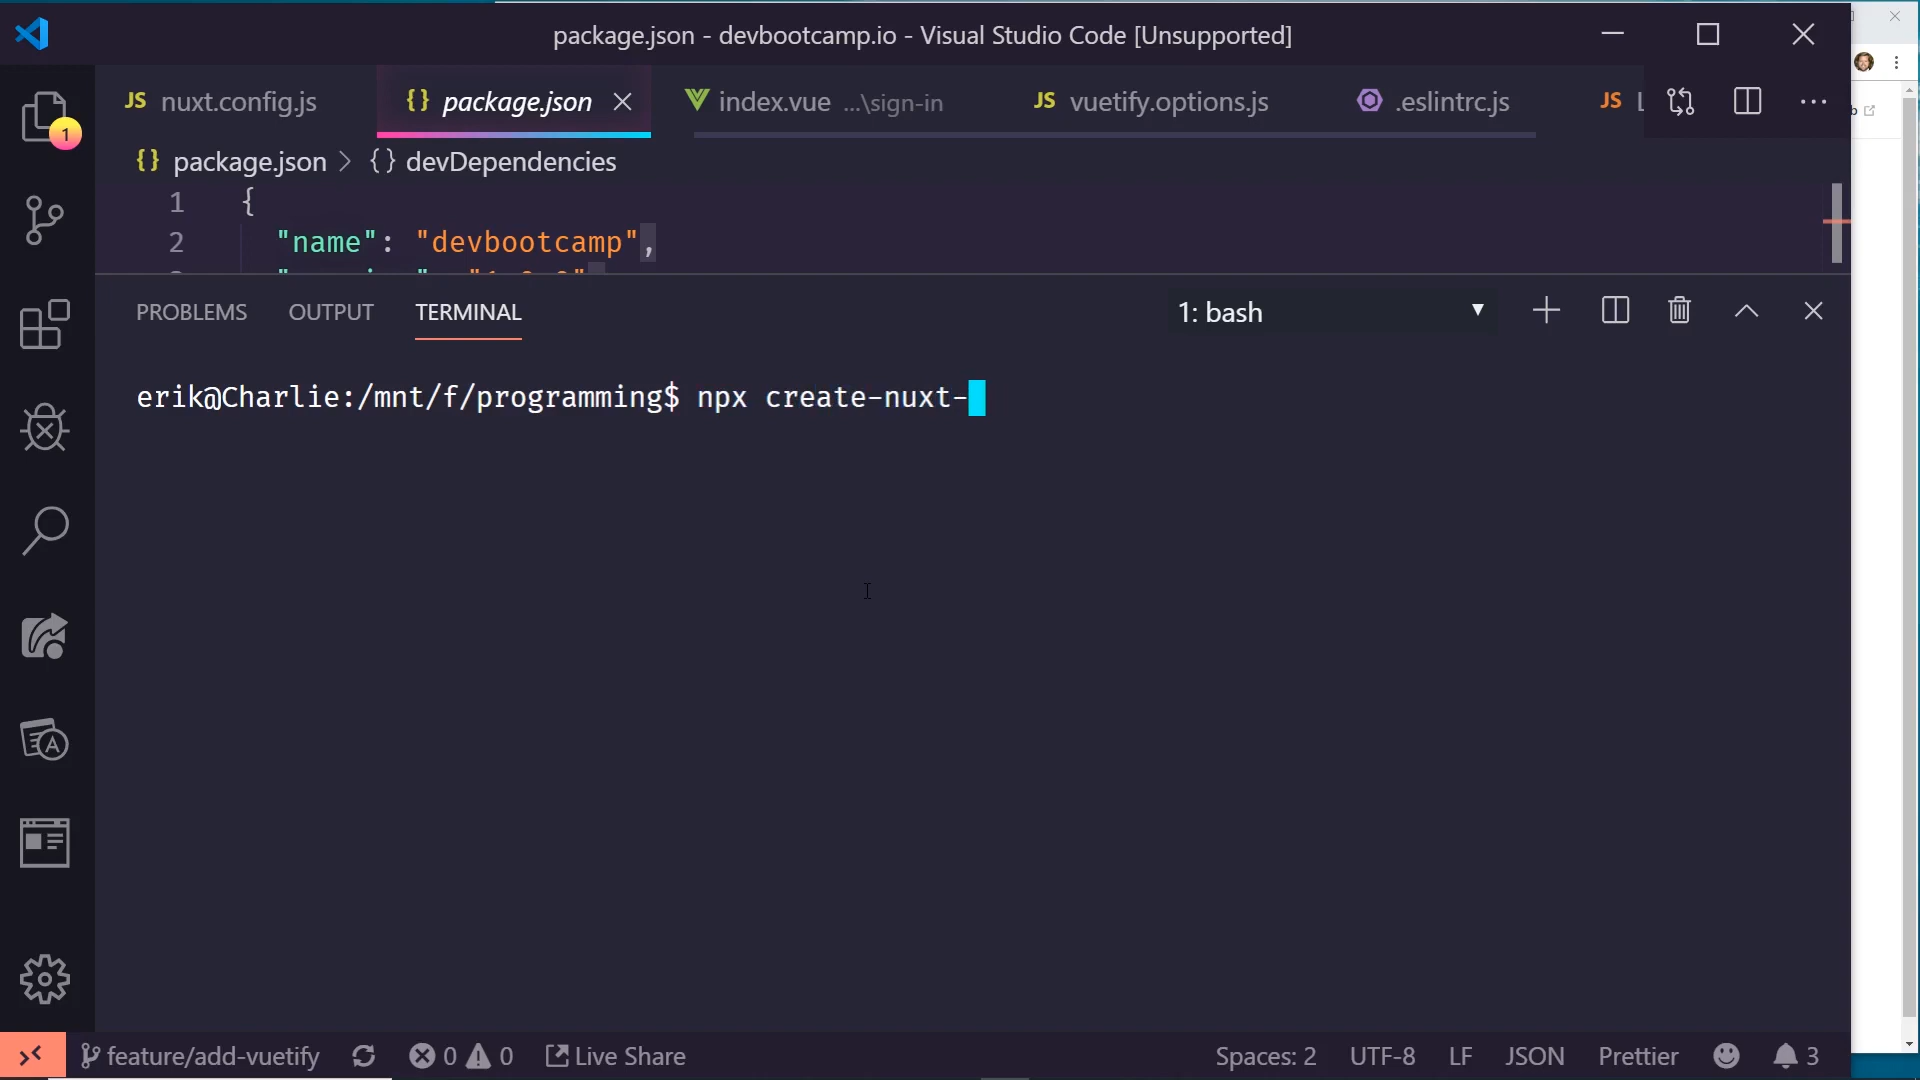 package.json - devbootcamp.io - Visual Studio Code [Unsupported]
JS nuxt.config.js
{} package.json
index.vue ...\sign-in
JS vuetify.options.js
.eslintrc.js
JS
1
{} package.json > {} devDependencies
1 {
2 "name": "devbootcamp",
PROBLEMS OUTPUT TERMINAL 1: bash
erik@Charlie:/mnt/f/programming$ npx create-nuxt-
feature/add-vuetify 0 0 Live Share Spaces: 2 UTF-8 LF JSON Prettier 3